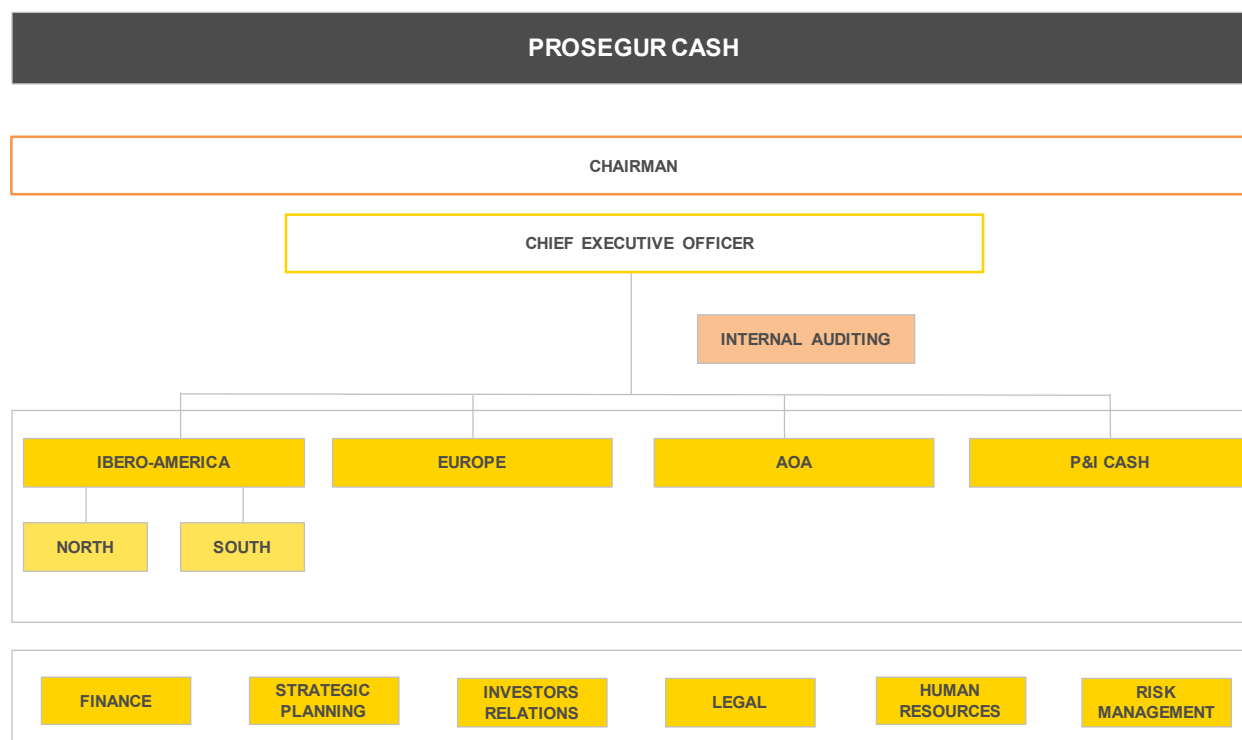 PROSEGUR CASH
CHAIRMAN
CHIEF EXECUTIVE OFFICER
INTERNAL AUDITING
IBERO-AMERICA
EUROPE
AOA
P&I CASH
NORTH
SOUTH
FINANCE
STRATEGIC
PLANNING
INVESTORS
RELATIONS
LEGAL
HUMAN
RESOURCES
RISK
MANAGEMENT